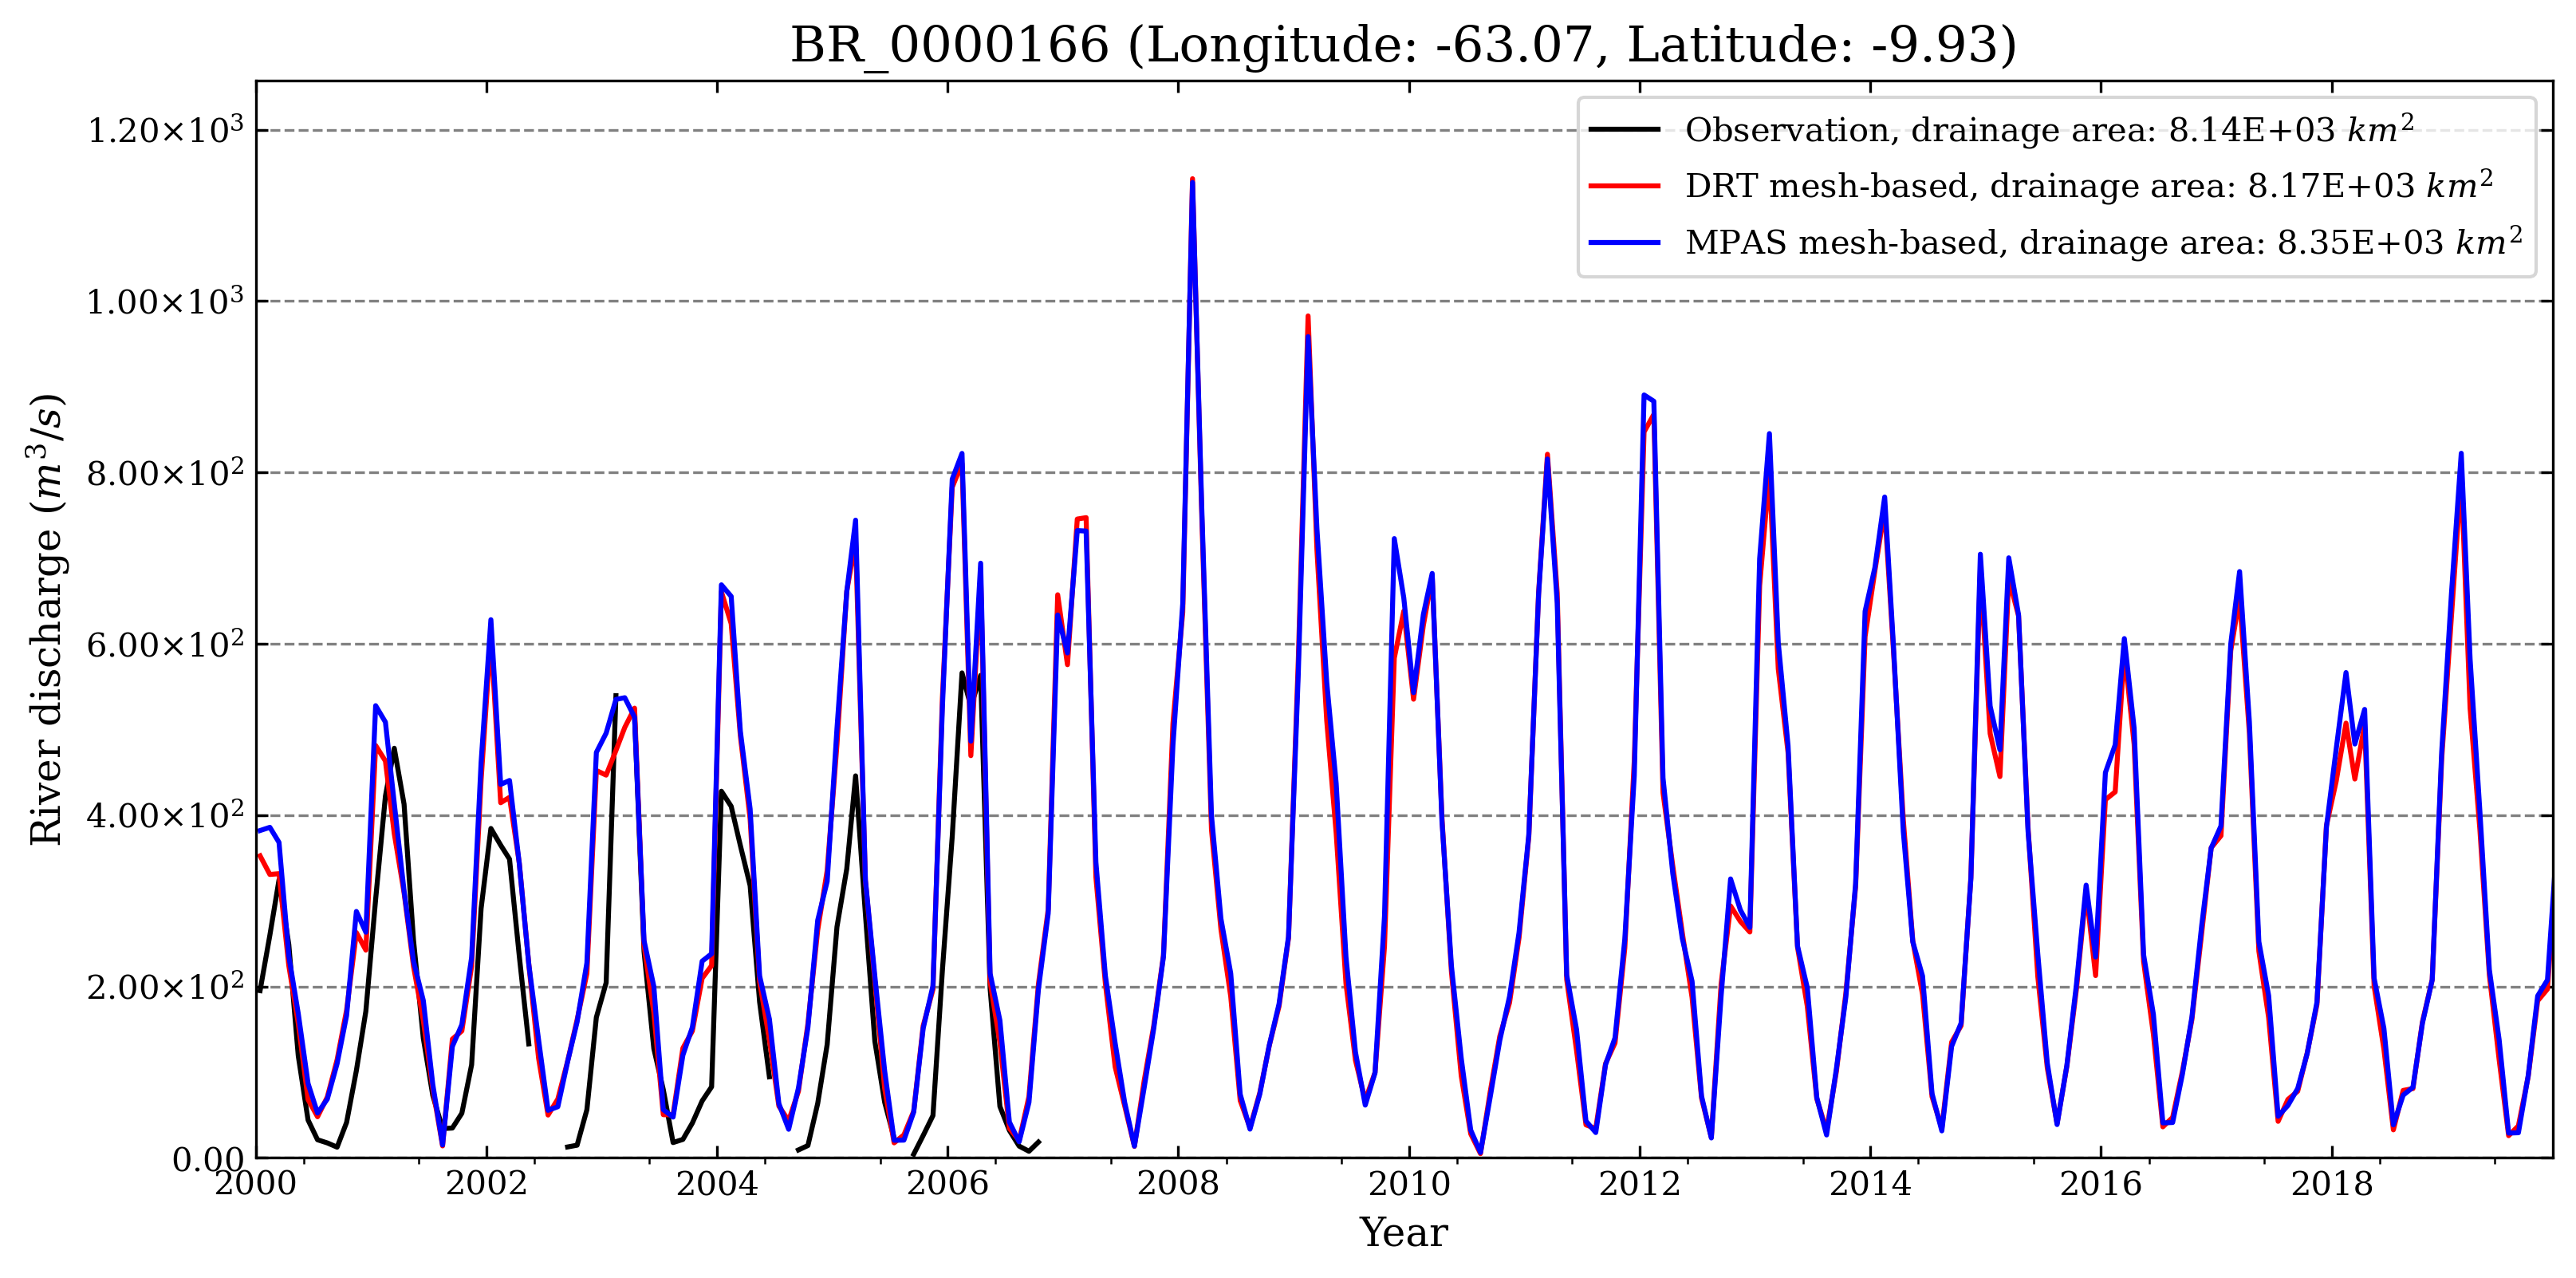 BR_0000166 (Longitude: -63.07, Latitude: -9.93)
Observation, drainage area: 8.14E+03 km²
DRT mesh-based, drainage area: 8.17E+03 km²
MPAS mesh-based, drainage area: 8.35E+03 km²
River discharge (m³/s)
1.20×10³
1.00×10³
8.00×10²
6.00×10²
4.00×10²
2.00×10²
0.00
2000 2002 2004 2006 2008 2010 2012 2014 2016 2018
Year